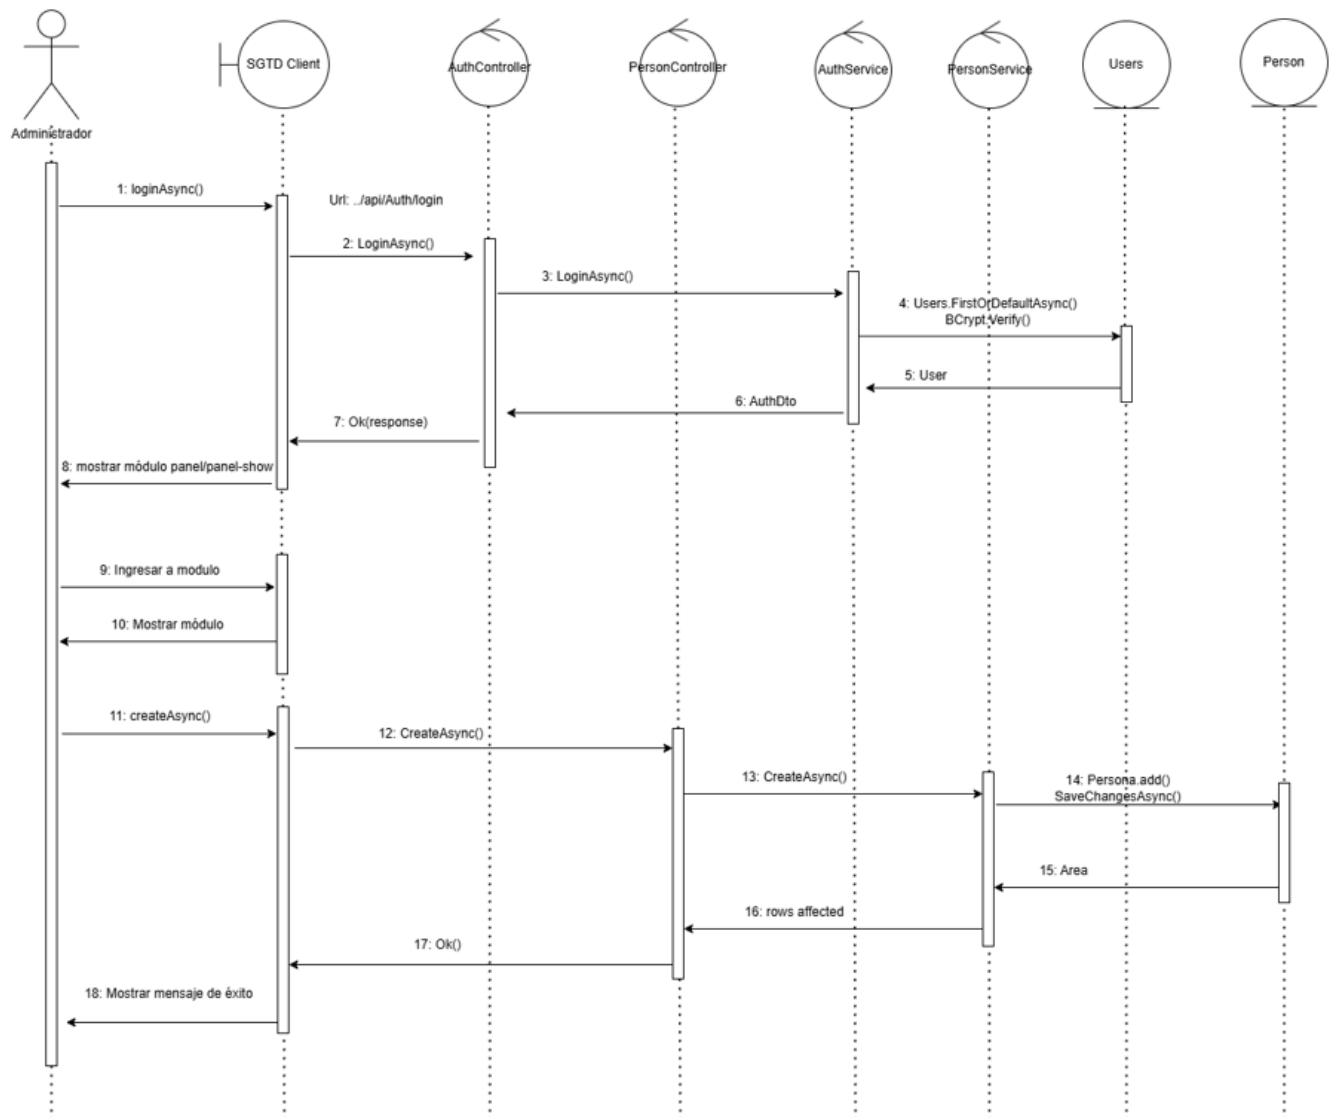 SGTD Client
AuthController
PersonController
AuthService
PersonService
Users
Person
Administrador
1: loginAsync()
Url: ../api/Auth/login
2: LoginAsync()
3: LoginAsync()
4: Users.FirstOrDefaultAsync()
BCrypt.Verify()
5: User
6: AuthDto
7: Ok(response)
8: mostrar módulo panel/panel-show
9: Ingresar a modulo
10: Mostrar módulo
11: createAsync()
12: CreateAsync()
13: CreateAsync()
14: Persona.add()
SaveChangesAsync()
15: Area
16: rows affected
17: Ok()
18: Mostrar mensaje de éxito